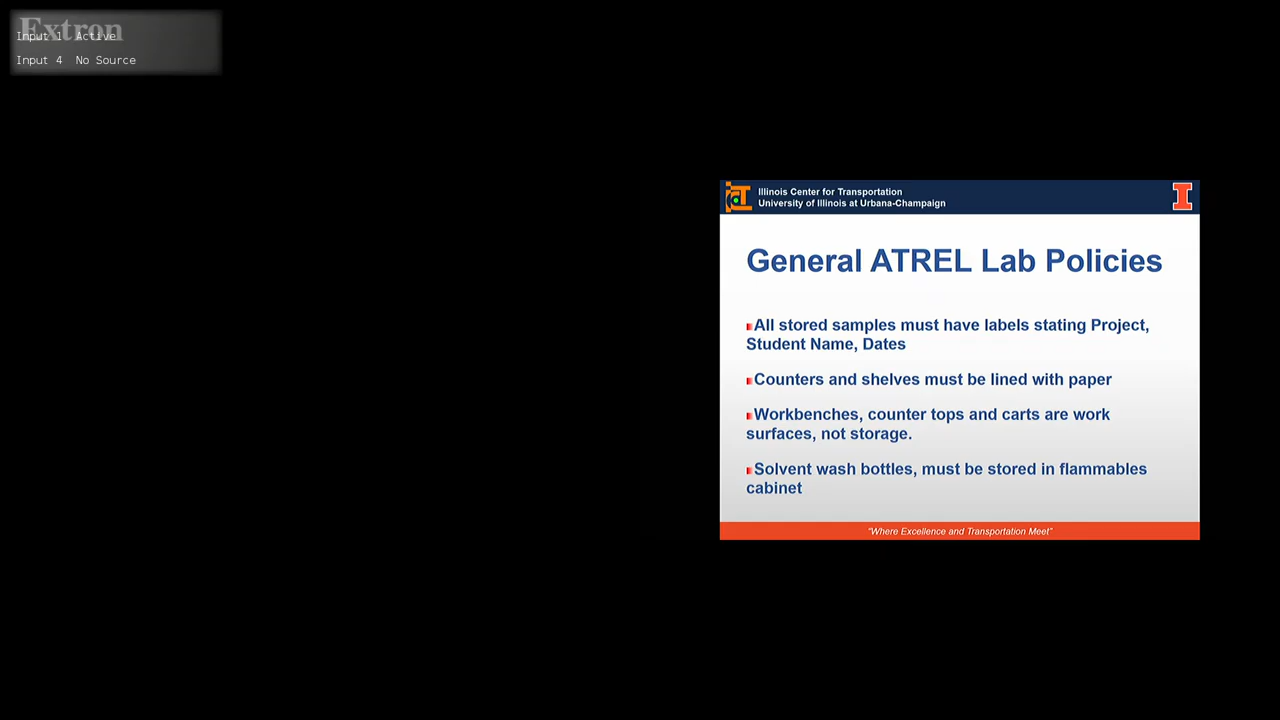 Extron
Input 1  Active
Input 4  No Source
Illinois Center for Transportation
University of Illinois at Urbana-Champaign
General ATREL Lab Policies
All stored samples must have labels stating Project,
Student Name, Dates
Counters and shelves must be lined with paper
Workbenches, counter tops and carts are work
surfaces, not storage.
Solvent wash bottles, must be stored in flammables
cabinet
"Where Excellence and Transportation Meet"